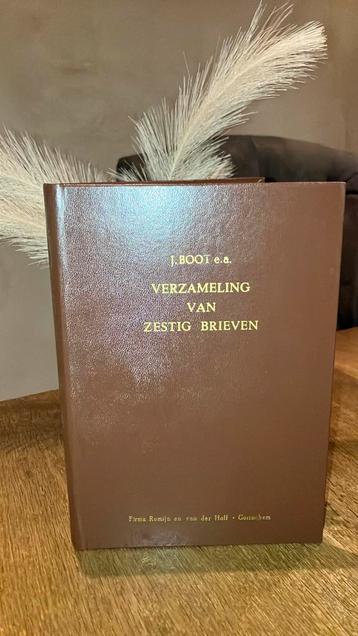 J. BOOT e.a.
VERZAMELING
VAN
ZESTIG BRIEVEN
Firma Romijn en van der Hoff - Gorinchem